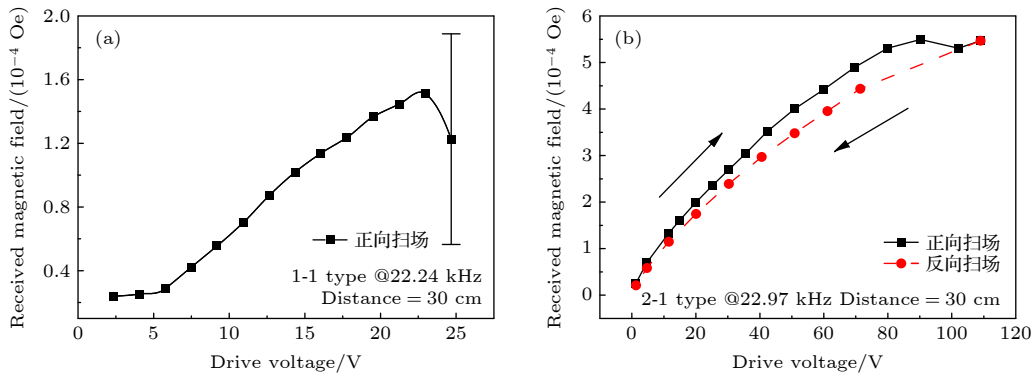 (a)
Received magnetic field/(10⁻⁴ Oe)
2.0
1.6
1.2
0.8
0.4
正向扫场
1-1 type @22.24 kHz
Distance = 30 cm
0 5 10 15 20 25
Drive voltage/V
(b)
Received magnetic field/(10⁻⁴ Oe)
6
5
4
3
2
1
0
正向扫场
反向扫场
2-1 type @22.97 kHz Distance = 30 cm
0 20 40 60 80 100 120
Drive voltage/V